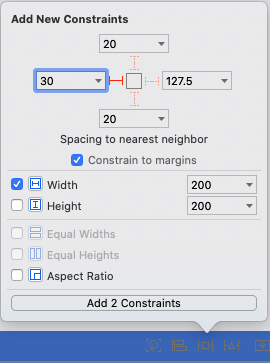 Add New Constraints
20
30
127.5
20
Spacing to nearest neighbor
Constrain to margins
Width 200
Height 200
Equal Widths
Equal Heights
Aspect Ratio
Add 2 Constraints